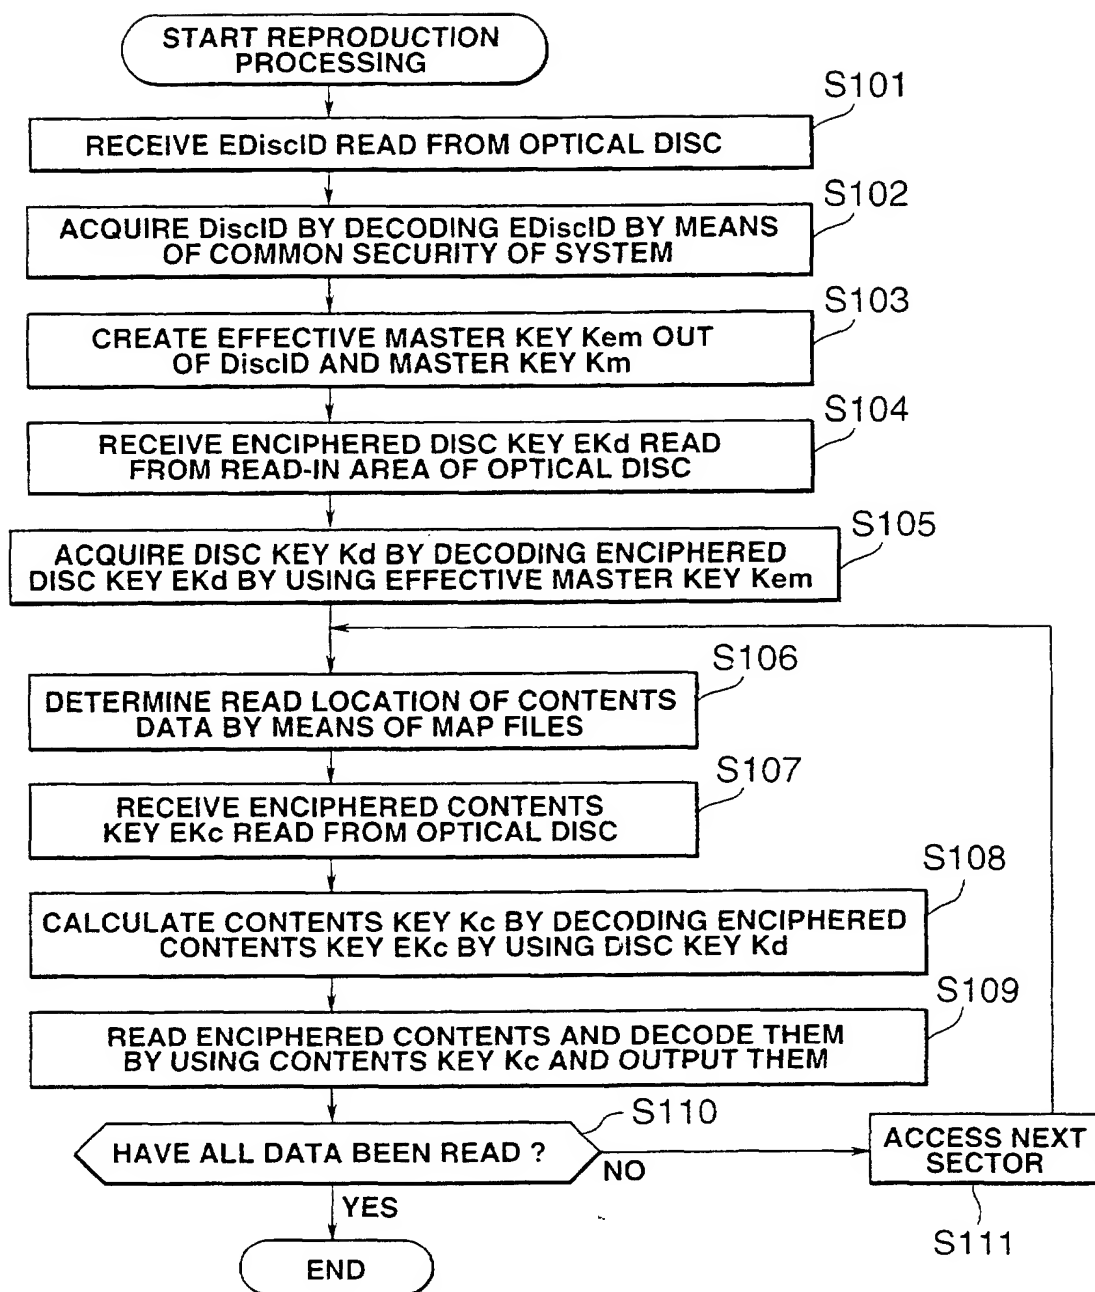 START REPRODUCTION
PROCESSING
S101
RECEIVE EDiscID READ FROM OPTICAL DISC
S102
ACQUIRE DiscID BY DECODING EDiscID BY MEANS
OF COMMON SECURITY OF SYSTEM
S103
CREATE EFFECTIVE MASTER KEY Kem OUT
OF DiscID AND MASTER KEY Km
S104
RECEIVE ENCIPHERED DISC KEY EKd READ
FROM READ-IN AREA OF OPTICAL DISC
S105
ACQUIRE DISC KEY Kd BY DECODING ENCIPHERED
DISC KEY EKd BY USING EFFECTIVE MASTER KEY Kem
S106
DETERMINE READ LOCATION OF CONTENTS
DATA BY MEANS OF MAP FILES
S107
RECEIVE ENCIPHERED CONTENTS
KEY EKc READ FROM OPTICAL DISC
S108
CALCULATE CONTENTS KEY Kc BY DECODING ENCIPHERED
CONTENTS KEY EKc BY USING DISC KEY Kd
S109
READ ENCIPHERED CONTENTS AND DECODE THEM
BY USING CONTENTS KEY Kc AND OUTPUT THEM
S110
HAVE ALL DATA BEEN READ ?
NO
ACCESS NEXT
SECTOR
S111
YES
END